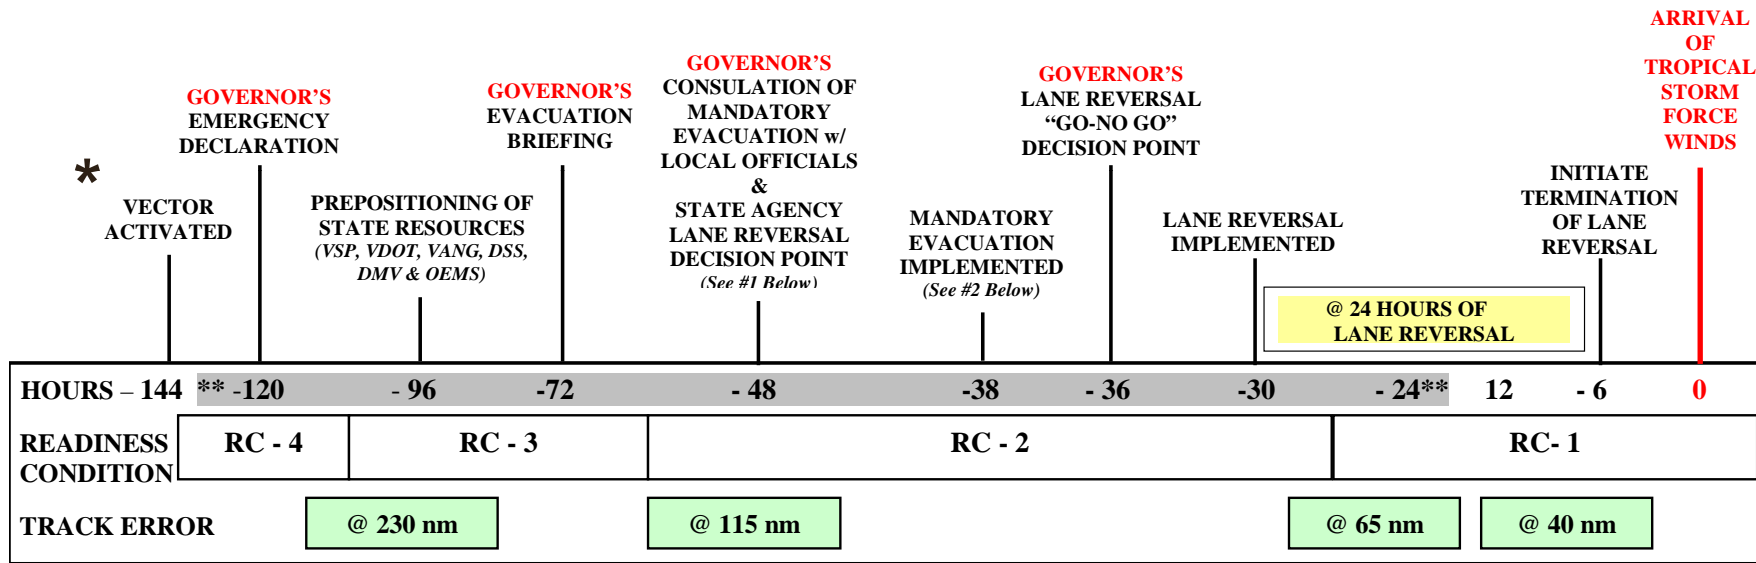 *
VECTOR
ACTIVATED
GOVERNOR'S
EMERGENCY
DECLARATION
PREPOSITIONING OF
STATE RESOURCES
(VSP, VDOT, VANG, DSS,
DMV & OEMS)
GOVERNOR'S
EVACUATION
BRIEFING
GOVERNOR'S
CONSULATION OF
MANDATORY
EVACUATION w/
LOCAL OFFICIALS
&
STATE AGENCY
LANE REVERSAL
DECISION POINT
(See #1 Below)
MANDATORY
EVACUATION
IMPLEMENTED
(See #2 Below)
GOVERNOR'S
LANE REVERSAL
“GO-NO GO”
DECISION POINT
LANE REVERSAL
IMPLEMENTED
@ 24 HOURS OF
LANE REVERSAL
INITIATE
TERMINATION
OF LANE
REVERSAL
ARRIVAL
OF
TROPICAL
STORM
FORCE
WINDS
HOURS – 144 ** -120 - 96 -72 - 48 -38 - 36 -30 - 24** 12 - 6 0
READINESS
CONDITION
RC - 4 RC - 3 RC - 2 RC- 1
TRACK ERROR @ 230 nm @ 115 nm @ 65 nm @ 40 nm